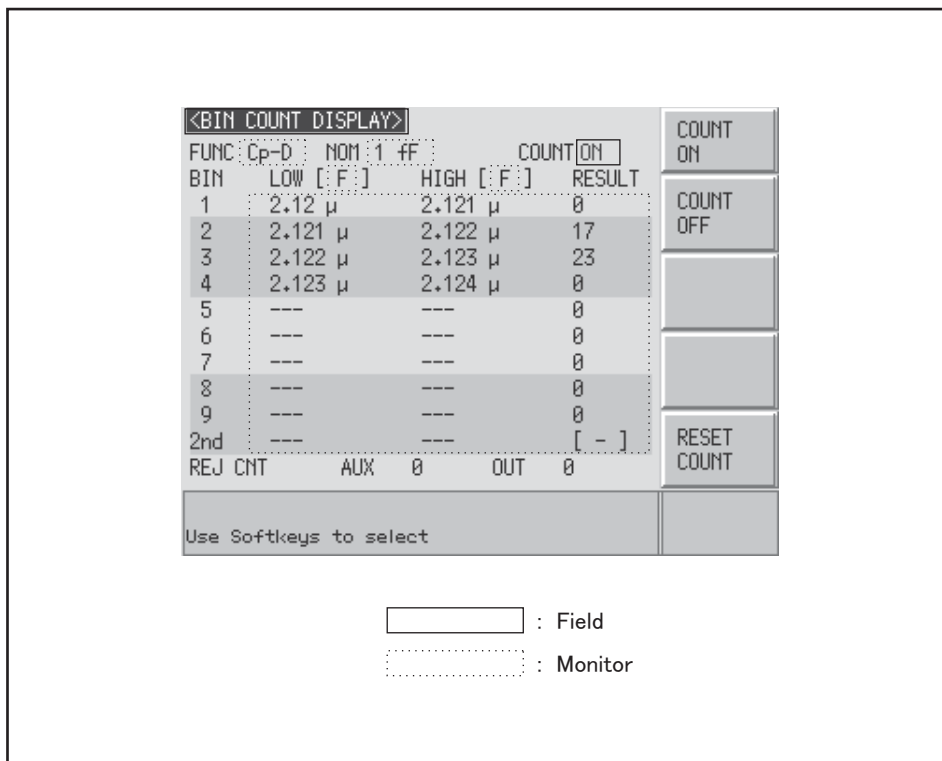 <BIN COUNT DISPLAY>
FUNC Cp-D NOM 1 fF COUNT ON
BIN LOW [ F ] HIGH [ F ] RESULT
1 2.12 μ 2.121 μ 0
2 2.121 μ 2.122 μ 17
3 2.122 μ 2.123 μ 23
4 2.123 μ 2.124 μ 0
5 --- --- 0
6 --- --- 0
7 --- --- 0
8 --- --- 0
9 --- --- 0
2nd --- --- [ - ]
REJ CNT AUX 0 OUT 0
Use Softkeys to select
COUNT
ON
COUNT
OFF
RESET
COUNT
: Field
: Monitor